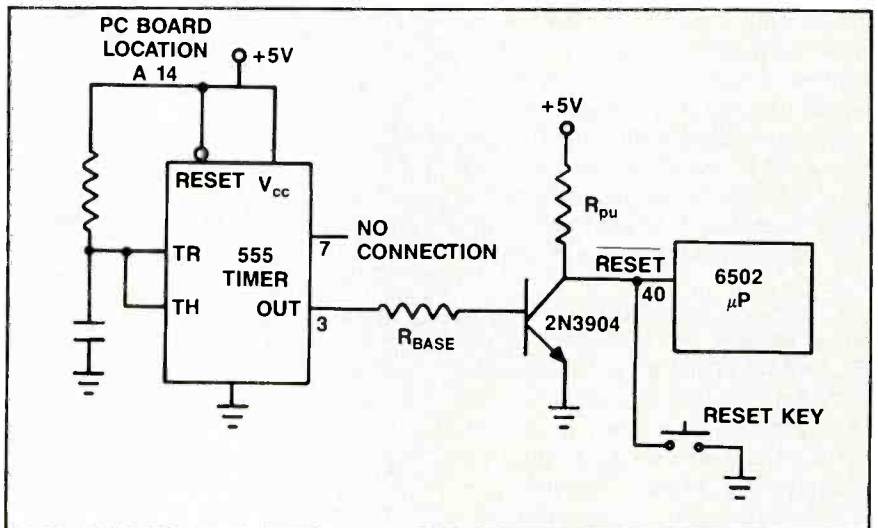 PC BOARD
LOCATION
A 14
+5V
+5V
RESET Vcc
Rpu
NO
7 CONNECTION
TR 555
TIMER
RESET
6502
μP
TH OUT
40
3
RBASE
2N3904
RESET KEY